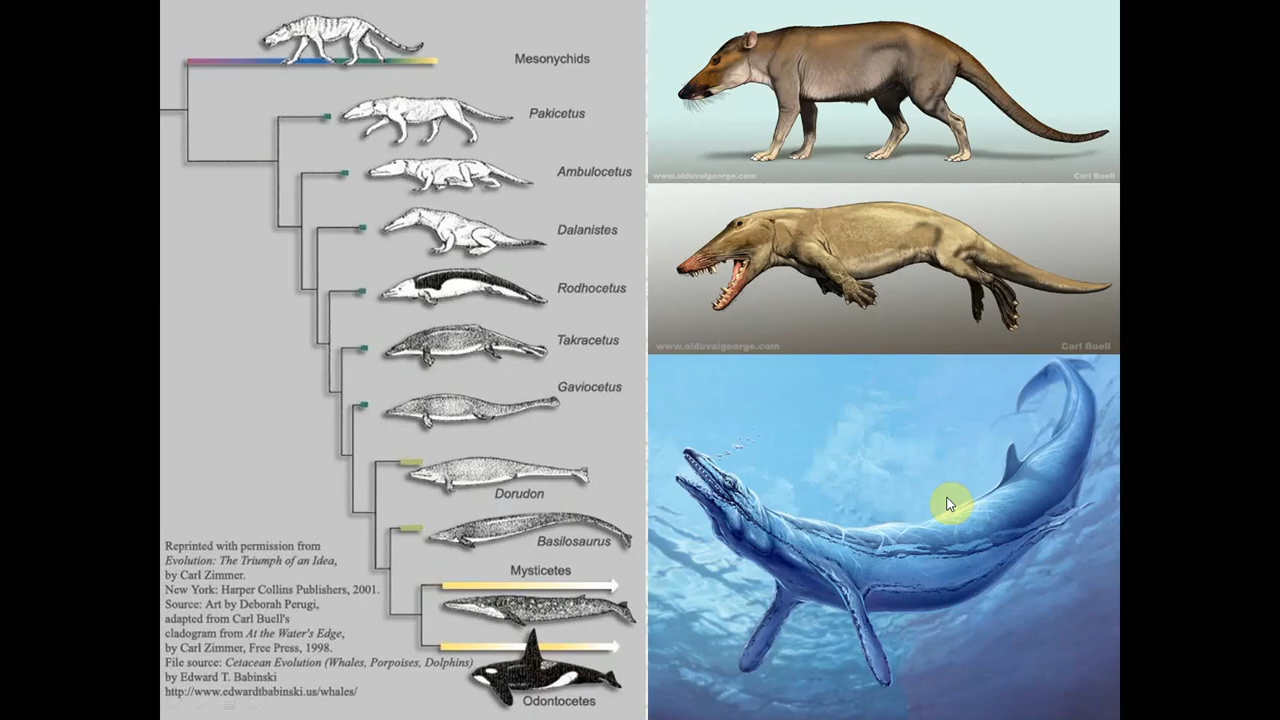 Mesonychids
Pakicetus
Ambulocetus
Dalanistes
Rodhocetus
Takracetus
Gaviocetus
Dorudon
Basilosaurus
Mysticetes
Odontocetes
Reprinted with permission from
Evolution: The Triumph of an Idea,
by Carl Zimmer.
New York: Harper Collins Publishers, 2001.
Source: Art by Deborah Perugi,
adapted from Carl Buell's
cladogram from At the Water's Edge,
by Carl Zimmer, Free Press, 1998.
File source: Cetacean Evolution (Whales, Porpoises, Dolphins)
by Edward T. Babinski
http://www.edwardtbabinski.us/whales/
www.olduvaigeorge.com
Carl Buell
www.olduvaigeorge.com
Carl Buell